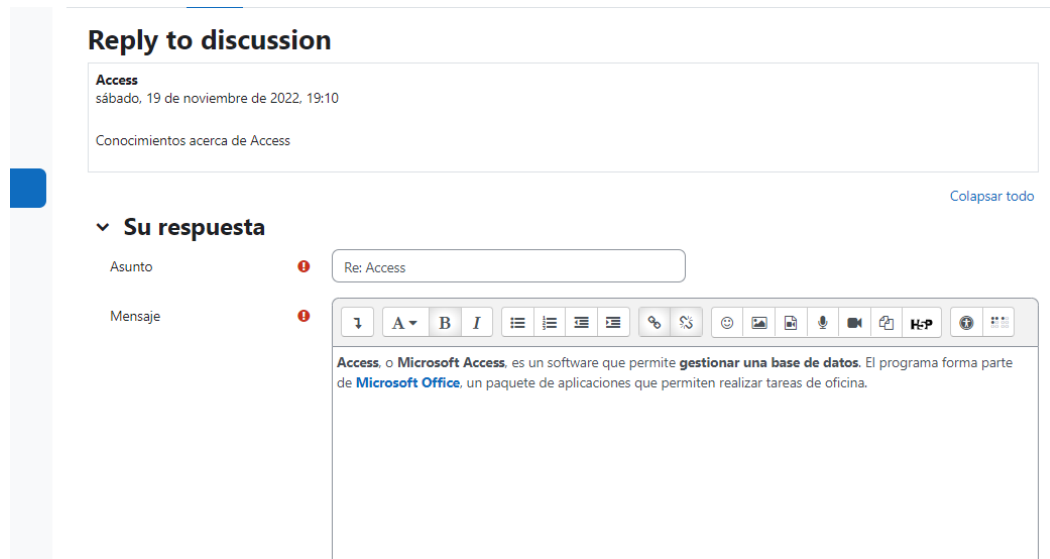 Reply to discussion
Access
sábado, 19 de noviembre de 2022, 19:10
Conocimientos acerca de Access
Colapsar todo
Su respuesta
Asunto
Re: Access
Mensaje
A B I H5P
Access, o Microsoft Access, es un software que permite gestionar una base de datos. El programa forma parte
de Microsoft Office, un paquete de aplicaciones que permiten realizar tareas de oficina.